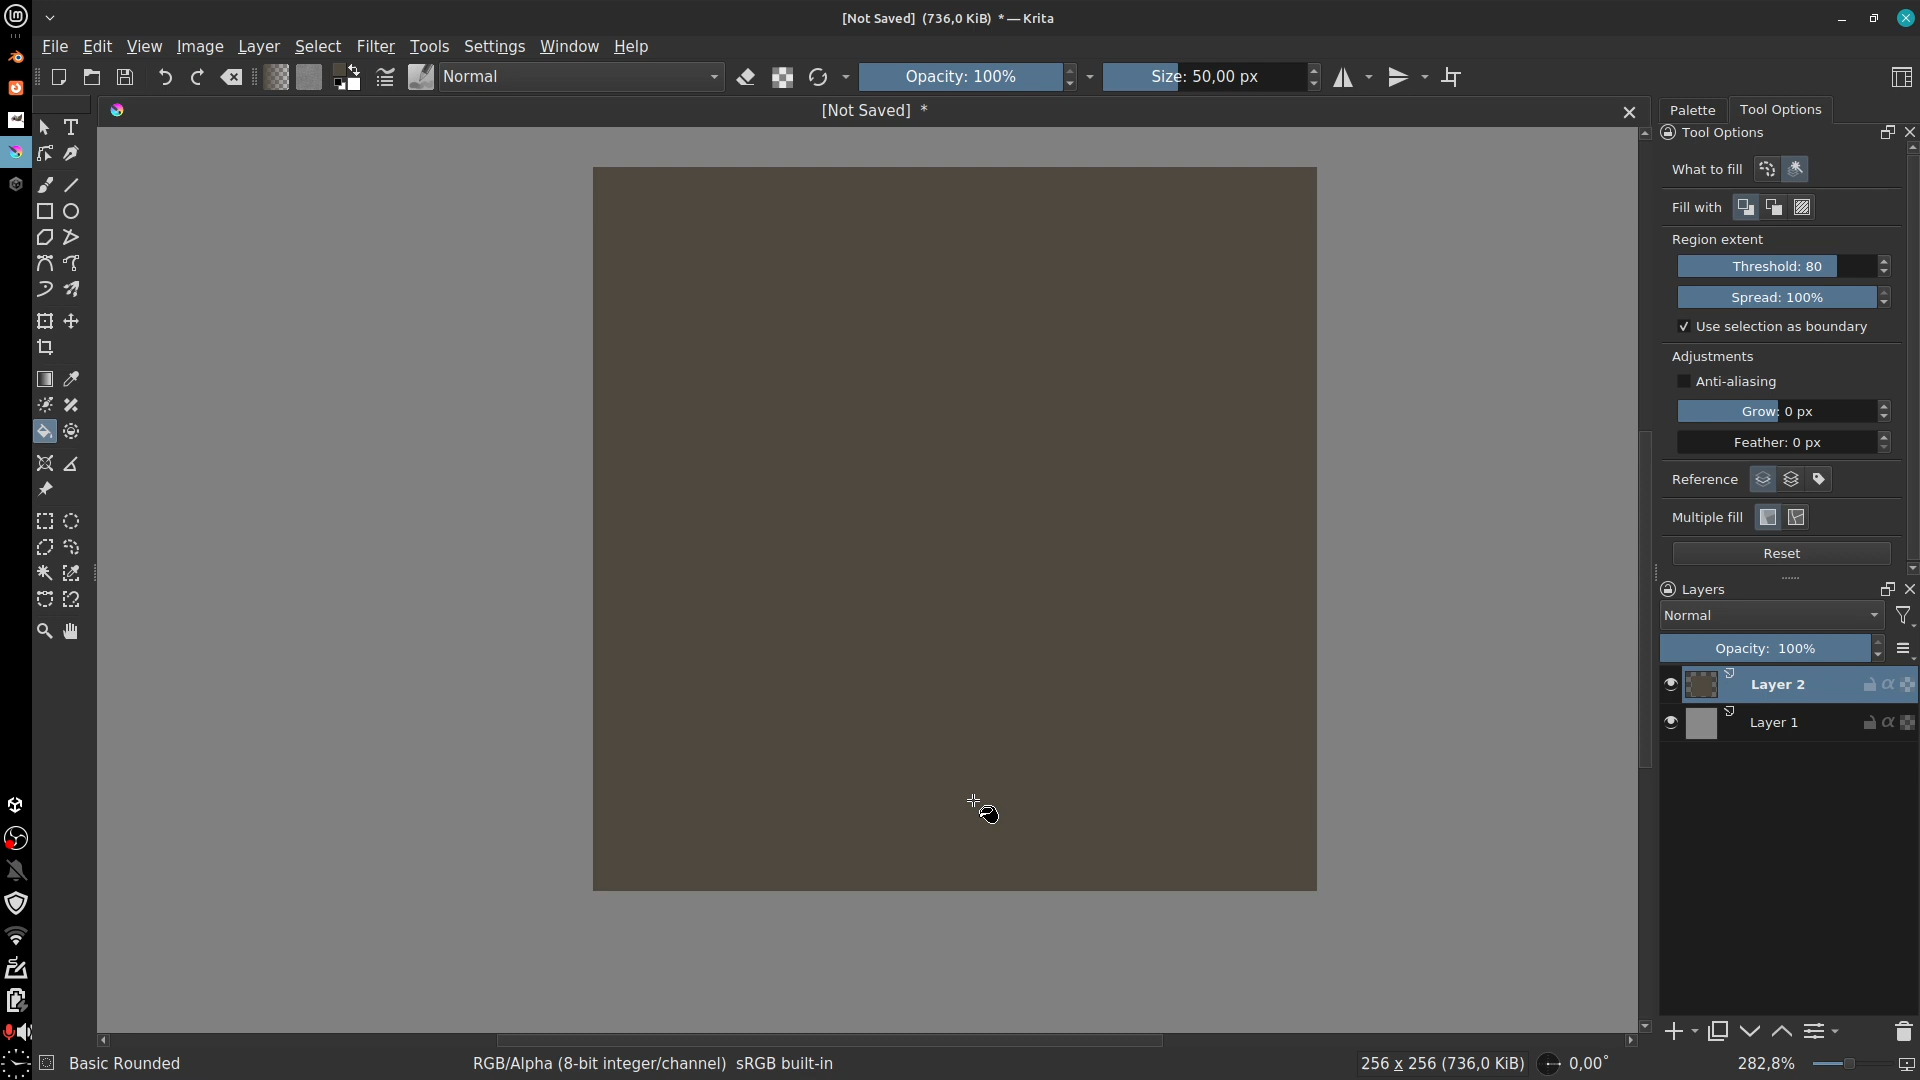 [Not Saved]  (736,0 KiB)  * — Krita
File Edit View Image Layer Select Filter Tools Settings Window Help
Normal
Opacity: 100%
Size: 50,00 px
[Not Saved]  *
Palette
Tool Options
Tool Options
What to fill
Fill with
Region extent
Threshold: 80
Spread: 100%
Use selection as boundary
Adjustments
Anti-aliasing
Grow: 0 px
Feather: 0 px
Reference
Multiple fill
Reset
Layers
Normal
Opacity:  100%
Layer 2
Layer 1
Basic Rounded
RGB/Alpha (8-bit integer/channel)  sRGB built-in
256 x 256 (736,0 KiB)
0,00°
282,8%